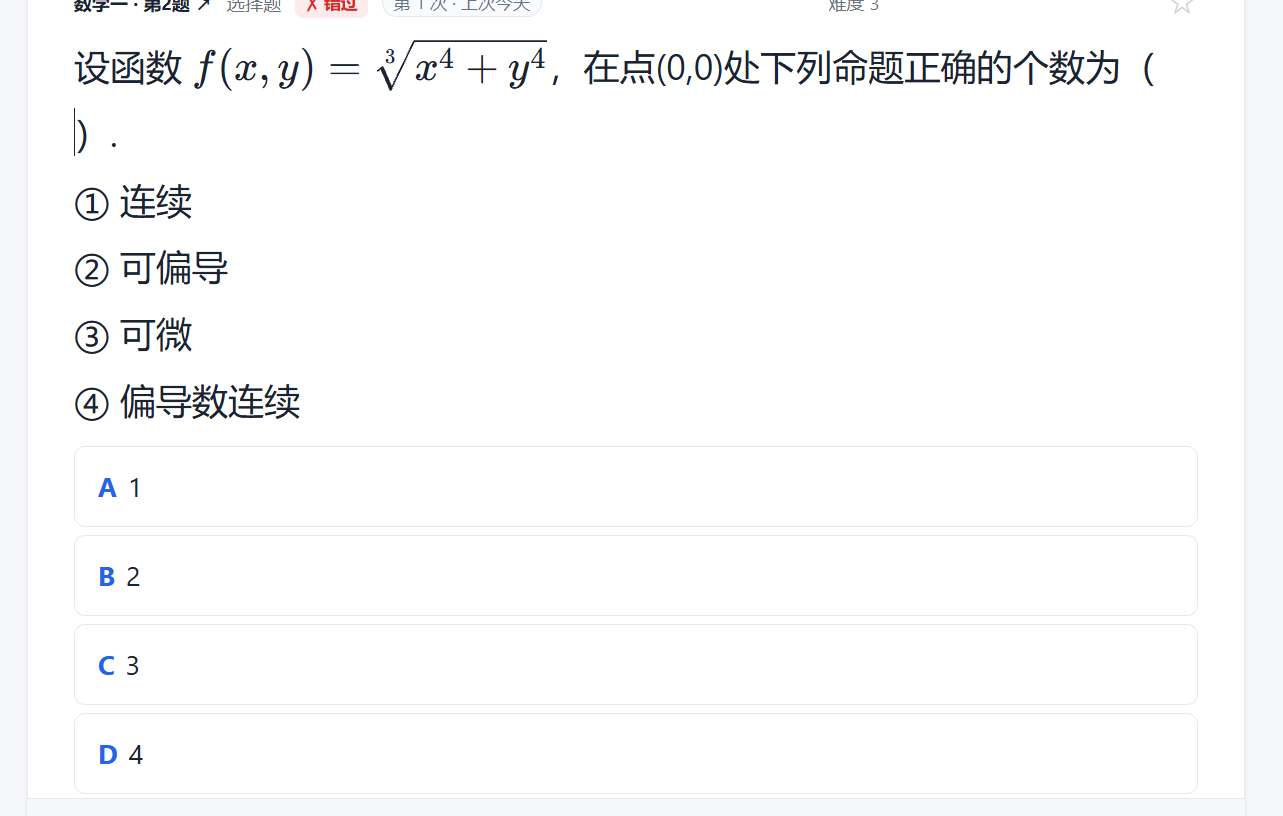 数学一 · 第2题 ↗ 选择题 ✗ 错过 第 1 次 · 上次今天 难度 3
设函数 f(x, y) = ∛(x⁴ + y⁴)，在点(0,0)处下列命题正确的个数为（
）.
① 连续
② 可偏导
③ 可微
④ 偏导数连续
A 1
B 2
C 3
D 4